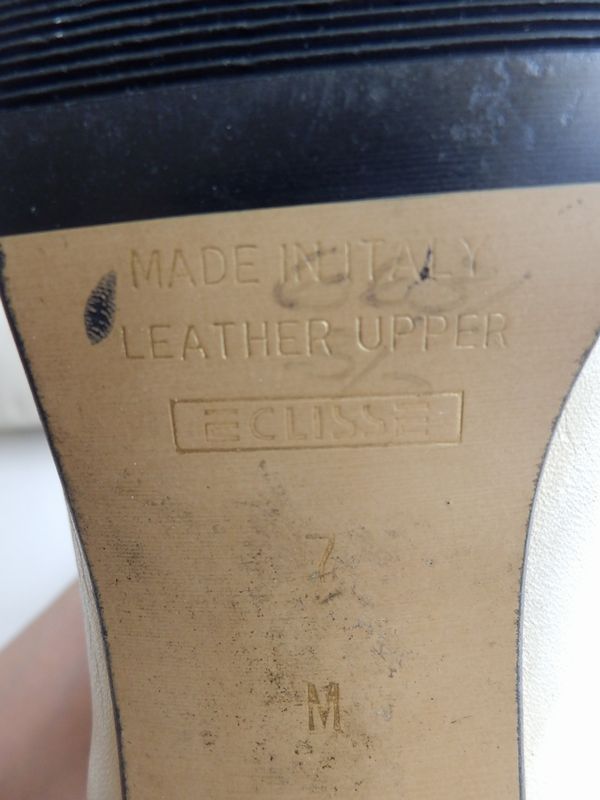 MADE IN ITALY
LEATHER UPPER
ECLISSE
7
M